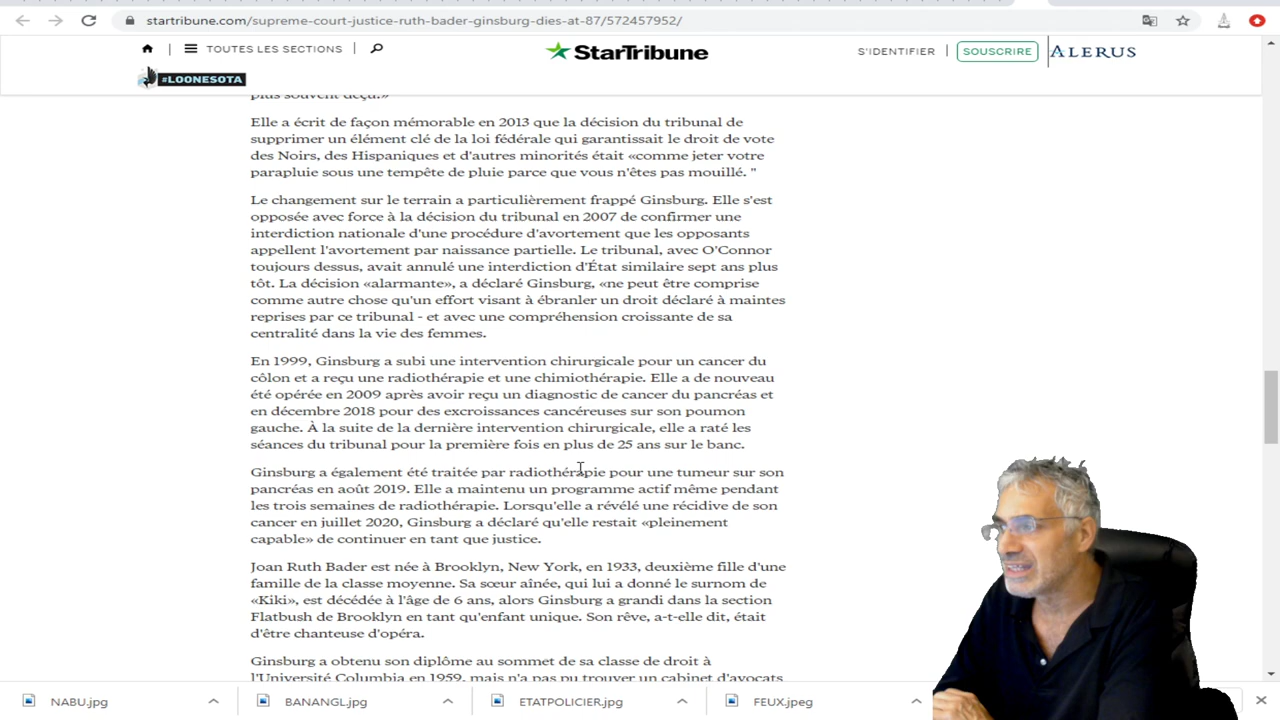 startribune.com/supreme-court-justice-ruth-bader-ginsburg-dies-at-87/572457952/
TOUTES LES SECTIONS
StarTribune
S'IDENTIFIER
SOUSCRIRE
ALERUS
#LOONESOTA
plus souvent déçu.»
Elle a écrit de façon mémorable en 2013 que la décision du tribunal de
supprimer un élément clé de la loi fédérale qui garantissait le droit de vote
des Noirs, des Hispaniques et d'autres minorités était «comme jeter votre
parapluie sous une tempête de pluie parce que vous n'êtes pas mouillé. "
Le changement sur le terrain a particulièrement frappé Ginsburg. Elle s'est
opposée avec force à la décision du tribunal en 2007 de confirmer une
interdiction nationale d'une procédure d'avortement que les opposants
appellent l'avortement par naissance partielle. Le tribunal, avec O'Connor
toujours dessus, avait annulé une interdiction d'État similaire sept ans plus
tôt. La décision «alarmante», a déclaré Ginsburg, «ne peut être comprise
comme autre chose qu'un effort visant à ébranler un droit déclaré à maintes
reprises par ce tribunal - et avec une compréhension croissante de sa
centralité dans la vie des femmes.
En 1999, Ginsburg a subi une intervention chirurgicale pour un cancer du
côlon et a reçu une radiothérapie et une chimiothérapie. Elle a de nouveau
été opérée en 2009 après avoir reçu un diagnostic de cancer du pancréas et
en décembre 2018 pour des excroissances cancéreuses sur son poumon
gauche. À la suite de la dernière intervention chirurgicale, elle a raté les
séances du tribunal pour la première fois en plus de 25 ans sur le banc.
Ginsburg a également été traitée par radiothérapie pour une tumeur sur son
pancréas en août 2019. Elle a maintenu un programme actif même pendant
les trois semaines de radiothérapie. Lorsqu'elle a révélé une récidive de son
cancer en juillet 2020, Ginsburg a déclaré qu'elle restait «pleinement
capable» de continuer en tant que justice.
Joan Ruth Bader est née à Brooklyn, New York, en 1933, deuxième fille d'une
famille de la classe moyenne. Sa sœur aînée, qui lui a donné le surnom de
«Kiki», est décédée à l'âge de 6 ans, alors Ginsburg a grandi dans la section
Flatbush de Brooklyn en tant qu'enfant unique. Son rêve, a-t-elle dit, était
d'être chanteuse d'opéra.
Ginsburg a obtenu son diplôme au sommet de sa classe de droit à
l'Université Columbia en 1959, mais n'a pas pu trouver un cabinet d'avocats
NABU.jpg
BANANGL.jpg
ETATPOLICIER.jpg
FEUX.jpeg